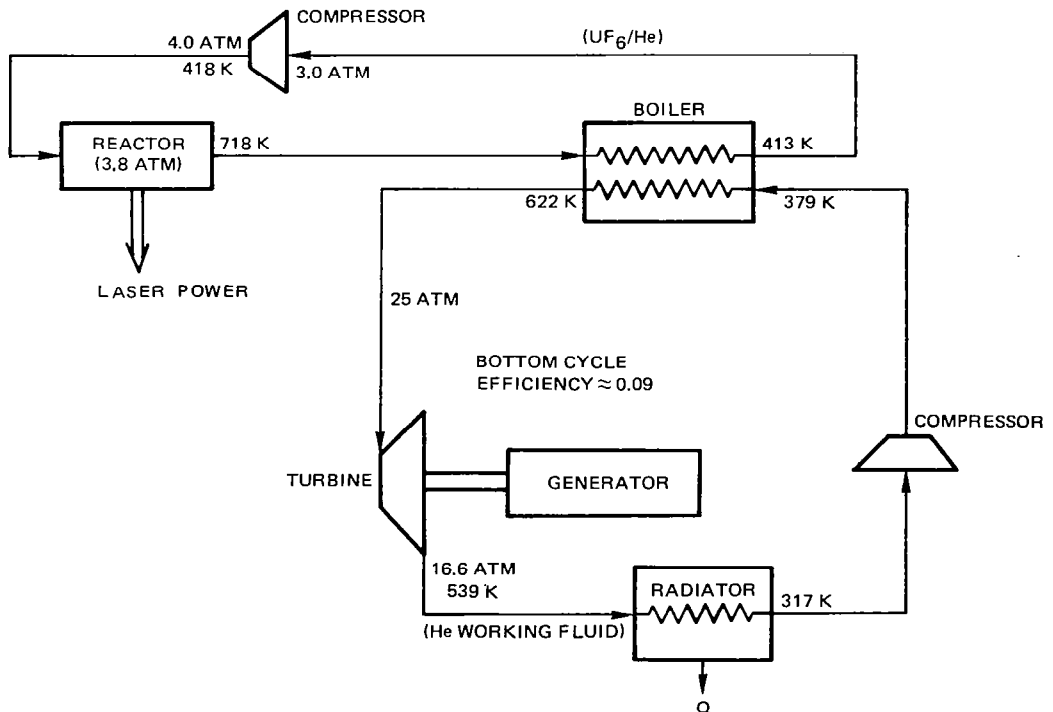 COMPRESSOR
4.0 ATM
418 K
3.0 ATM
(UF6/He)
REACTOR
(3.8 ATM)
718 K
BOILER
413 K
622 K
379 K
LASER POWER
25 ATM
BOTTOM CYCLE
EFFICIENCY ≈ 0.09
COMPRESSOR
TURBINE
GENERATOR
16.6 ATM
539 K
RADIATOR
317 K
(He WORKING FLUID)
Q